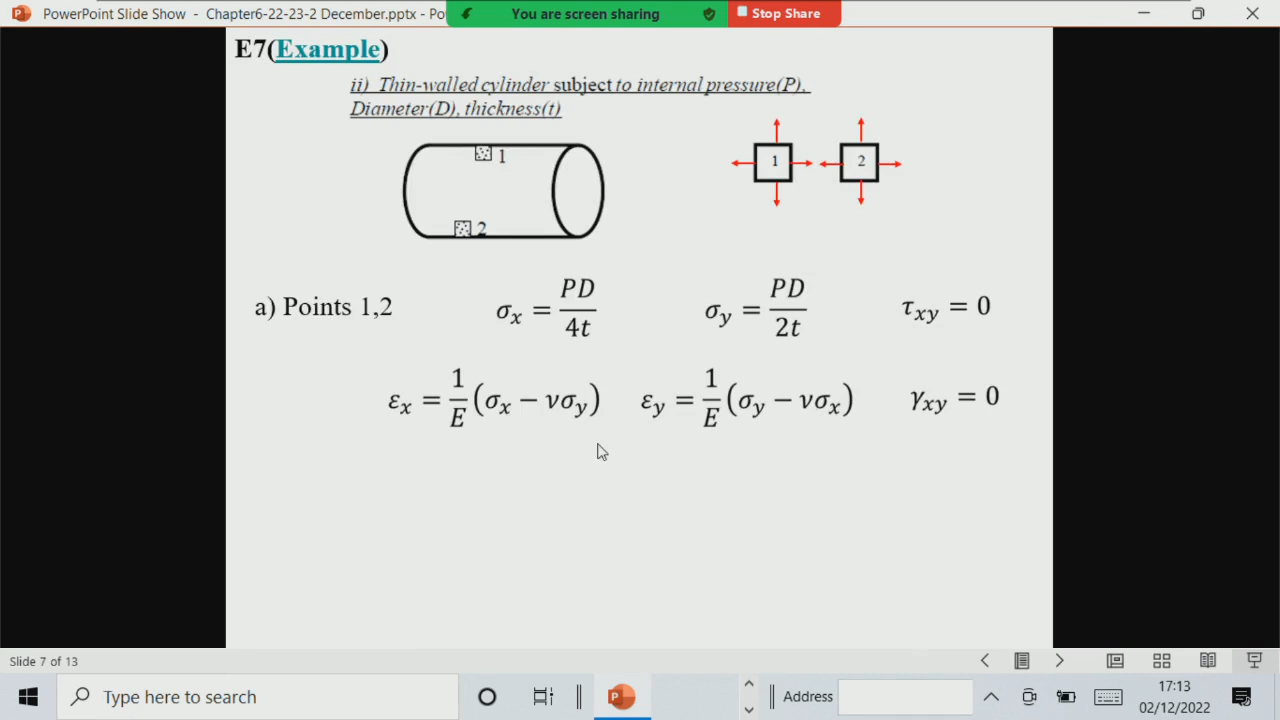 PowerPoint Slide Show - Chapter6-22-23-2 December.pptx - Po
You are screen sharing
Stop Share
E7(Example)
ii) Thin-walled cylinder subject to internal pressure(P),
Diameter(D), thickness(t)
1
2
1
2
a) Points 1,2
σx = PD/4t
σy = PD/2t
τxy = 0
εx = 1/E (σx − νσy)
εy = 1/E (σy − νσx)
γxy = 0
Slide 7 of 13
Type here to search
Address
17:13
02/12/2022